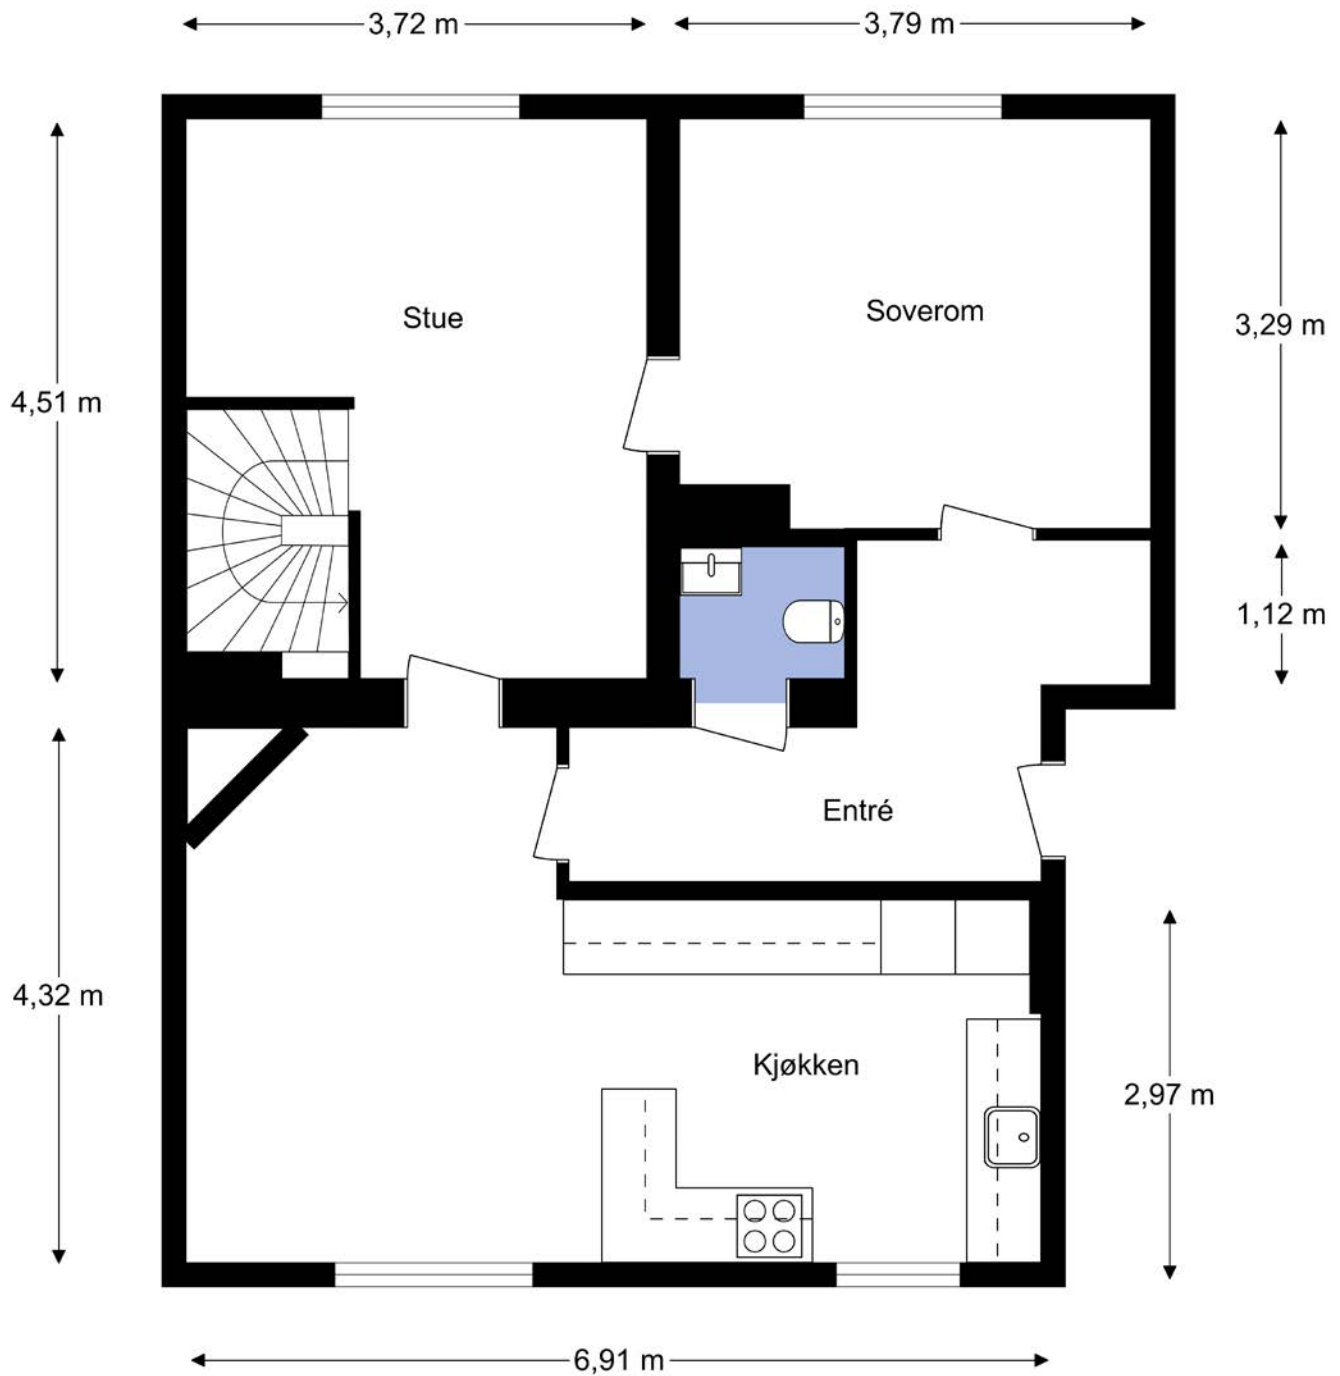 3,72 m
3,79 m
Stue
Soverom
3,29 m
4,51 m
1,12 m
Entré
4,32 m
Kjøkken
2,97 m
6,91 m